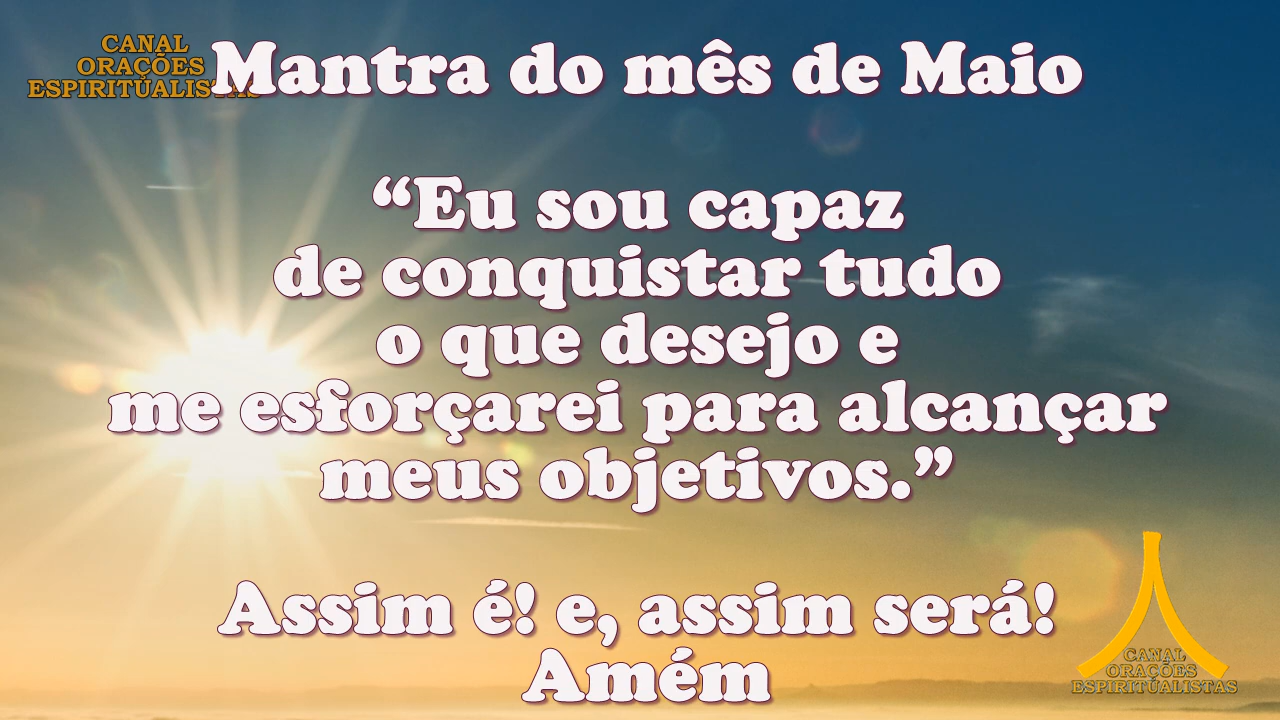 CANAL
ORAÇÕES
ESPIRITUALISTAS
Mantra do mês de Maio
“Eu sou capaz
de conquistar tudo
o que desejo e
me esforçarei para alcançar
meus objetivos.”
Assim é! e, assim será!
Amém
CANAL
ORAÇÕES
ESPIRITUALISTAS